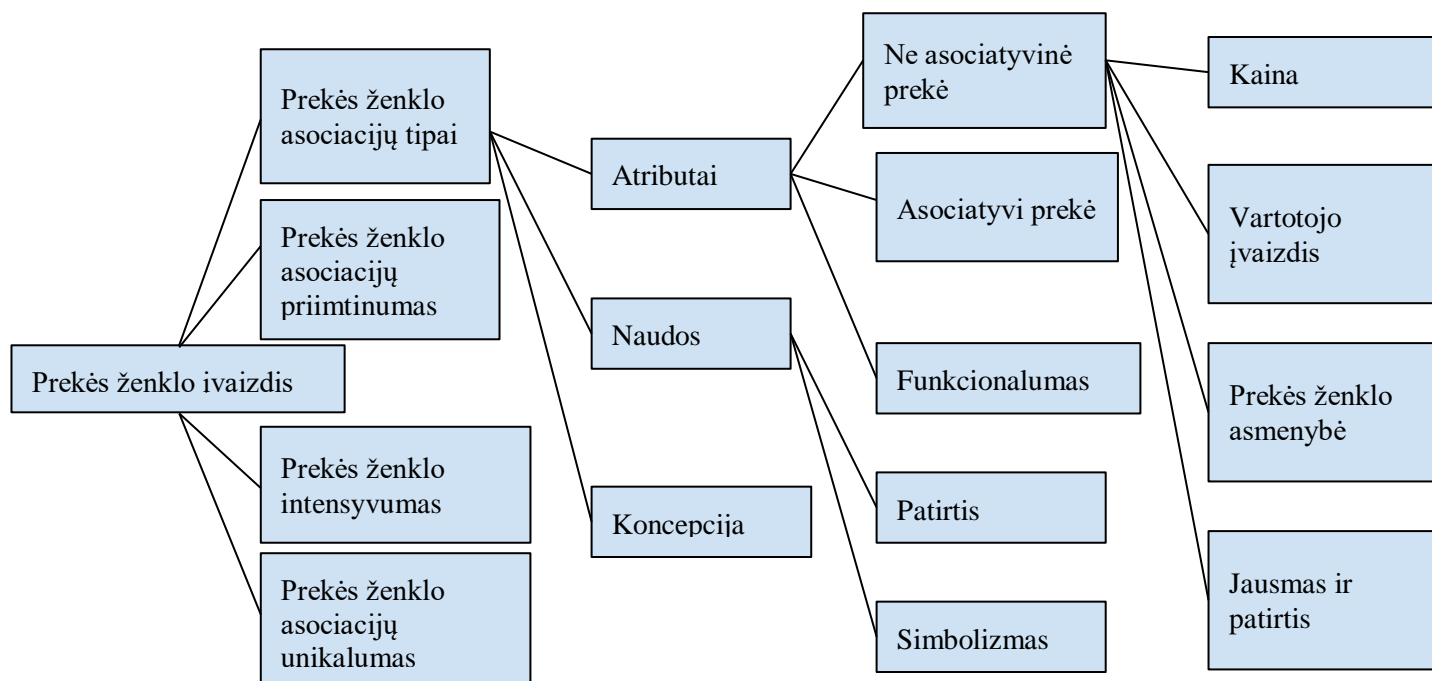 Prekės ženklo įvaizdis
Prekės ženklo
asociacijų tipai
Prekės ženklo
asociacijų
priimtinumas
Prekės ženklo
intensyvumas
Prekės ženklo
asociacijų
unikalumas
Atributai
Naudos
Koncepcija
Ne asociatyvinė
prekė
Asociatyvi prekė
Funkcionalumas
Patirtis
Simbolizmas
Kaina
Vartotojo
įvaizdis
Prekės ženklo
asmenybė
Jausmas ir
patirtis